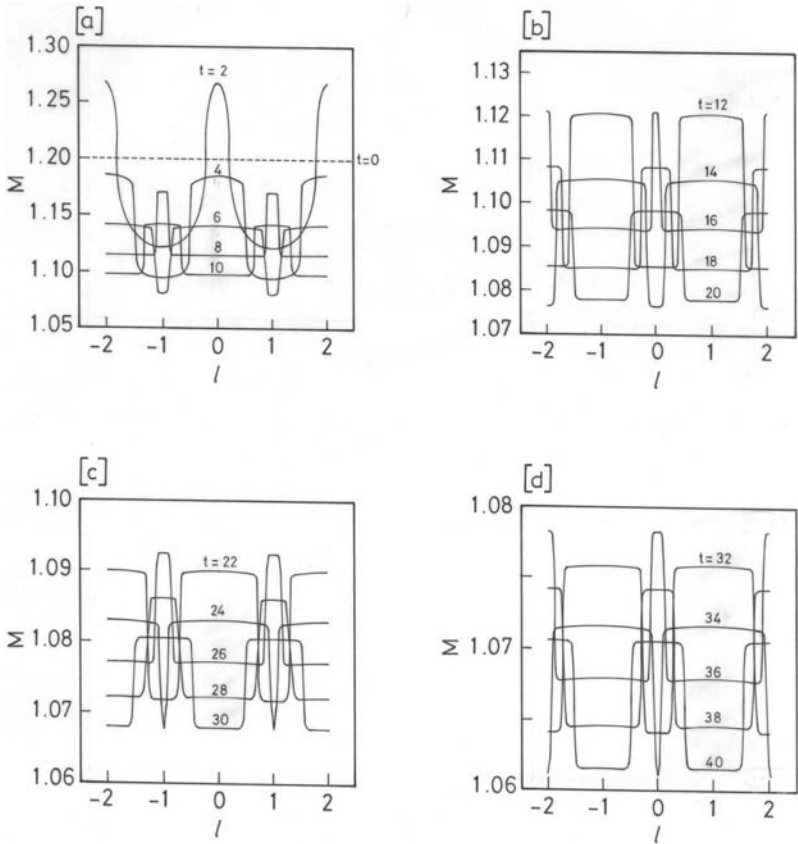 [a]
1.30
1.25
1.20
1.15
1.10
1.05
M
t = 2
t=0
4
6
8
10
-2 -1 0 1 2
l
[b]
1.13
1.12
1.11
1.10
1.09
1.08
1.07
M
t=12
14
16
18
20
-2 -1 0 1 2
l
[c]
1.10
1.09
1.08
1.07
1.06
M
t=22
24
26
28
30
-2 -1 0 1 2
l
[d]
1.08
1.07
1.06
M
t=32
34
36
38
40
-2 -1 0 1 2
l